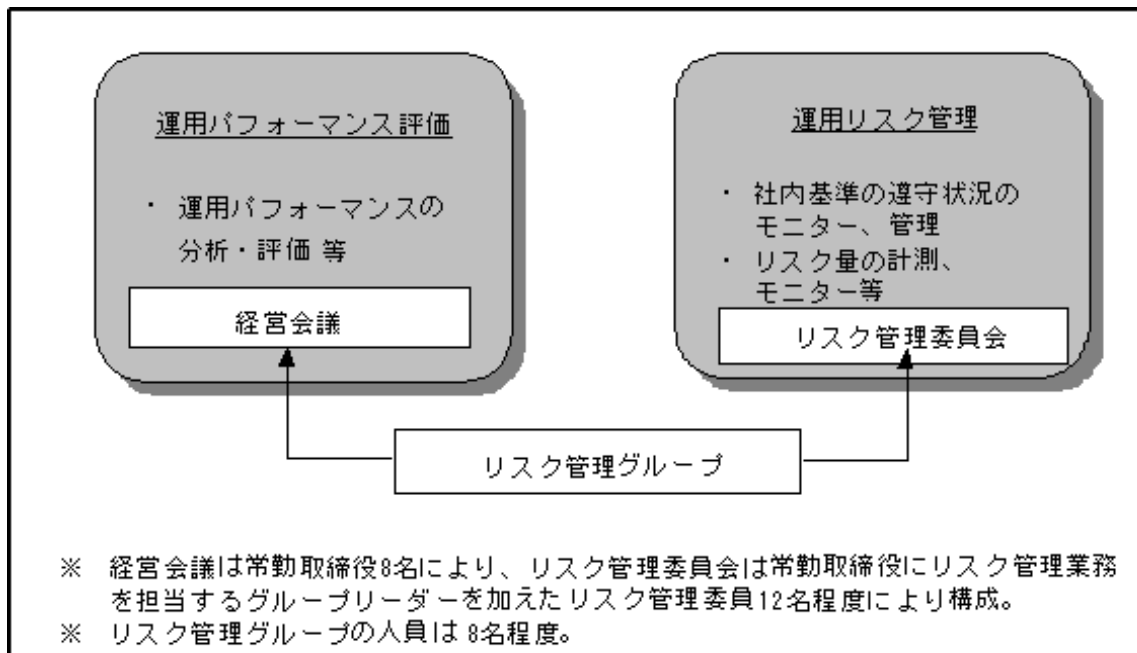 運用パフォーマンス評価
・ 運用パフォーマンスの
分析・評価 等
経営会議
運用リスク管理
・ 社内基準の遵守状況の
モニター、管理
・ リスク量の計測、
モニター等
リスク管理委員会
リスク管理グループ
※ 経営会議は常勤取締役8名により、リスク管理委員会は常勤取締役にリスク管理業務
を担当するグループリーダーを加えたリスク管理委員12名程度により構成。
※ リスク管理グループの人員は 8名程度。